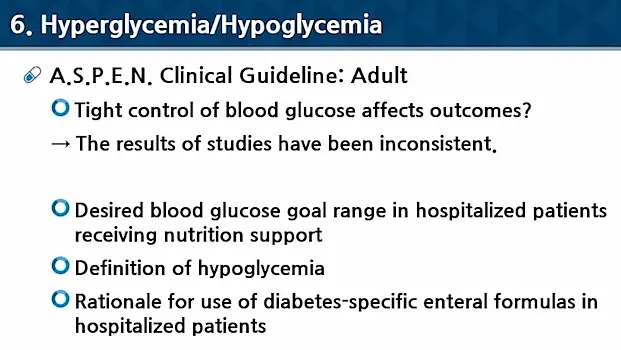 6. Hyperglycemia/Hypoglycemia
A.S.P.E.N. Clinical Guideline: Adult
Tight control of blood glucose affects outcomes?
→ The results of studies have been inconsistent.
Desired blood glucose goal range in hospitalized patients
receiving nutrition support
Definition of hypoglycemia
Rationale for use of diabetes-specific enteral formulas in
hospitalized patients